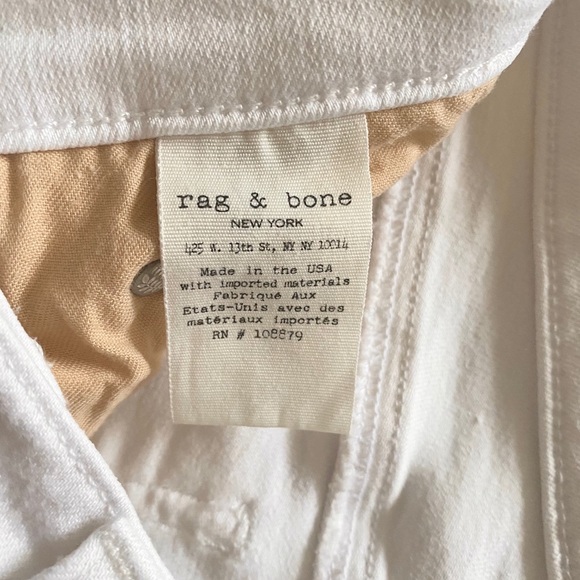 rag & bone
NEW YORK
425 W. 13th St, NY NY 10014
Made in the USA
with imported materials
Fabriqué Aux
Etats-Unis avec des
matériaux importés
RN # 108879